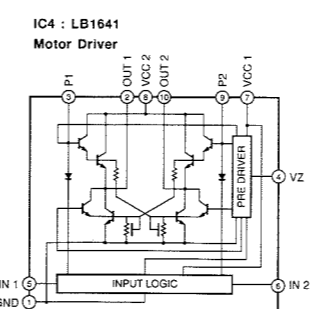 IC4 : LB1641
Motor Driver
P1
OUT 1
VCC 2
OUT 2
P2
VCC 1
3
2
8
10
9
7
PRE DRIVER
4 VZ
IN 1 5
INPUT LOGIC
6 IN 2
GND 1